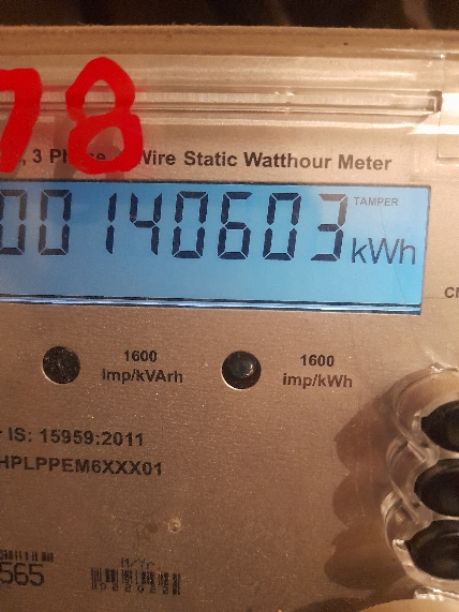 78
, 3 Phase Wire Static Watthour Meter
TAMPER
00140603 kWh
1600
imp/kVArh
1600
imp/kWh
IS: 15959:2011
HPLPPEM6XXX01
565